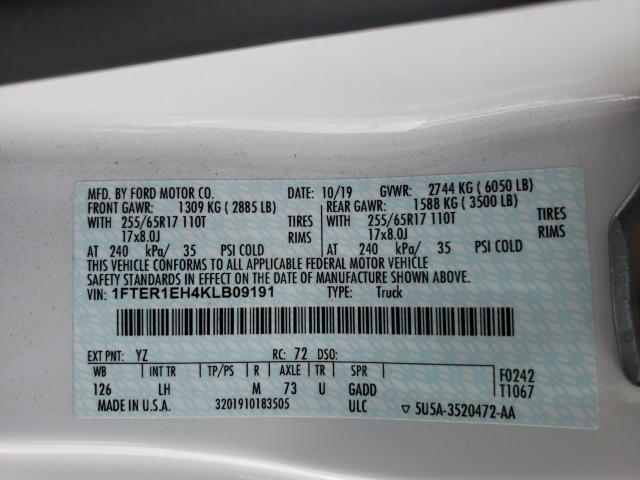 MFD. BY FORD MOTOR CO. DATE: 10/19 GVWR: 2744 KG ( 6050 LB)
FRONT GAWR: 1309 KG ( 2885 LB) REAR GAWR: 1588 KG ( 3500 LB)
WITH 255/65R17 110T TIRES WITH 255/65R17 110T TIRES
17x8.0J RIMS 17x8.0J RIMS
AT 240 kPa/ 35 PSI COLD AT 240 kPa/ 35 PSI COLD
THIS VEHICLE CONFORMS TO ALL APPLICABLE FEDERAL MOTOR VEHICLE
SAFETY STANDARDS IN EFFECT ON THE DATE OF MANUFACTURE SHOWN ABOVE.
VIN: 1FTER1EH4KLB09191 TYPE: Truck
EXT PNT: YZ RC: 72 DSO:
WB INT TR TP/PS R AXLE TR SPR F0242
126 LH M 73 U GADD T1067
MADE IN U.S.A. 3201910183505 ULC ▽ 5U5A-3520472-AA